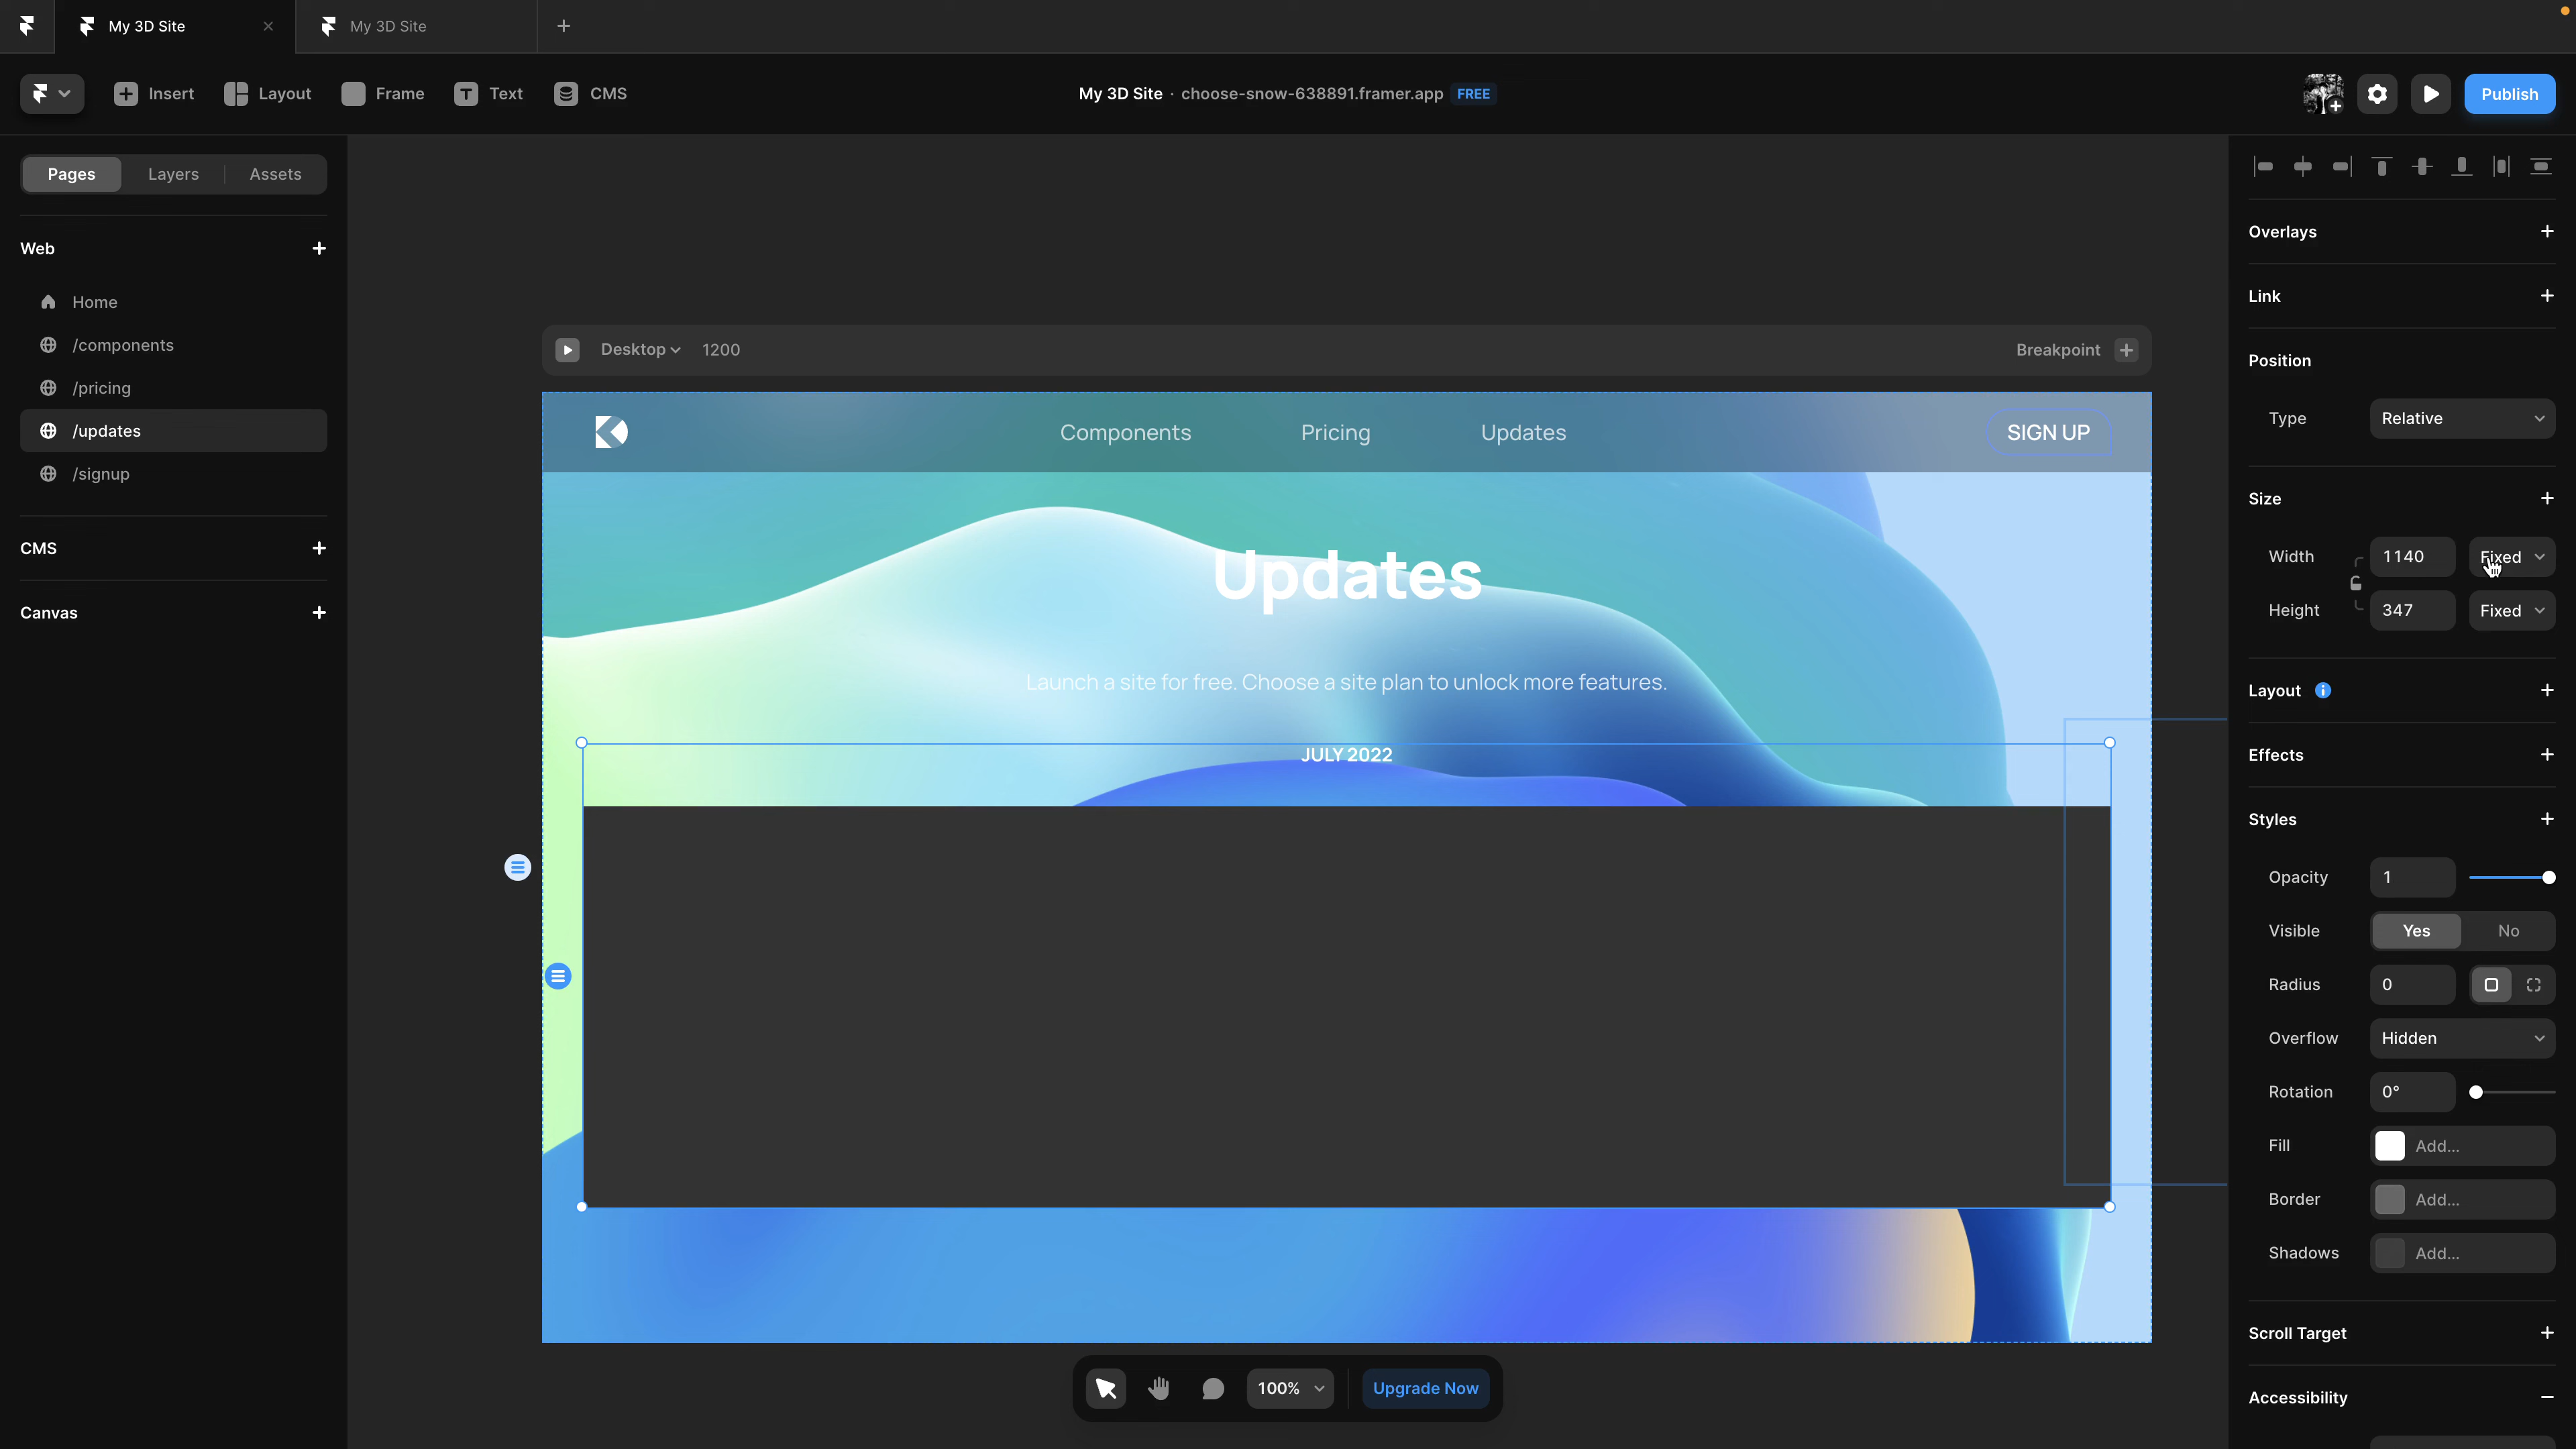 My 3D Site
My 3D Site
Insert
Layout
Frame
Text
CMS
My 3D Site · choose-snow-638891.framer.app FREE
Publish
Pages
Layers
Assets
Web
Home
/components
/pricing
/updates
/signup
CMS
Canvas
Desktop
1200
Breakpoint
Components
Pricing
Updates
SIGN UP
Updates
Launch a site for free. Choose a site plan to unlock more features.
JULY 2022
100%
Upgrade Now
Overlays
Link
Position
Type Relative
Size
Width 1140 Fixed
Height 347 Fixed
Layout
Effects
Styles
Opacity 1
Visible Yes No
Radius 0
Overflow Hidden
Rotation 0°
Fill Add...
Border Add...
Shadows Add...
Scroll Target
Accessibility